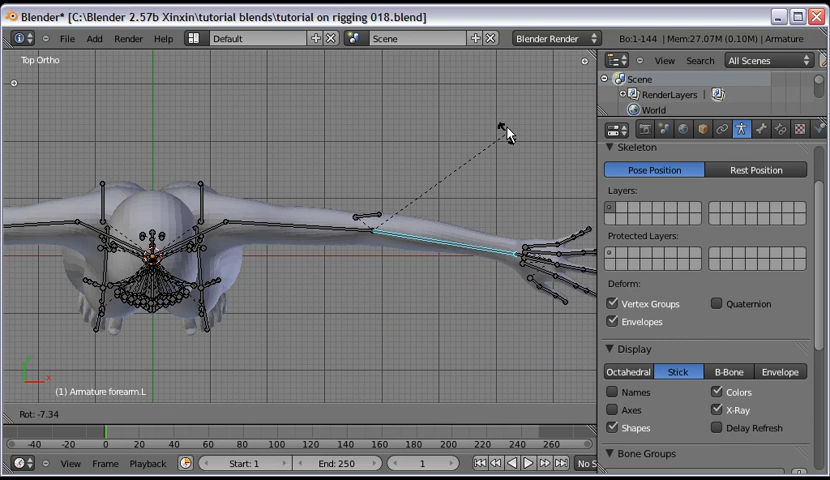 Blender* [C:\Blender 2.57b Xinxin\tutorial blends\tutorial on rigging 018.blend]
File Add Render Help Default Scene Blender Render Bo:1-144 | Mem:27.07M (0.10M) | Armature
Top Ortho
View Search All Scenes
Scene
RenderLayers
World
Skeleton
Pose Position Rest Position
Layers:
Protected Layers:
Deform:
Vertex Groups Quaternion
Envelopes
Display
Octahedral Stick B-Bone Envelope
Names Colors
Axes X-Ray
Shapes Delay Refresh
Bone Groups
Y
X
(1) Armature forearm.L
Rot: -7.34
-40 -20 0 20 40 60 80 100 120 140 160 180 200 220 240 260
View Frame Playback Start: 1 End: 250 1 No S